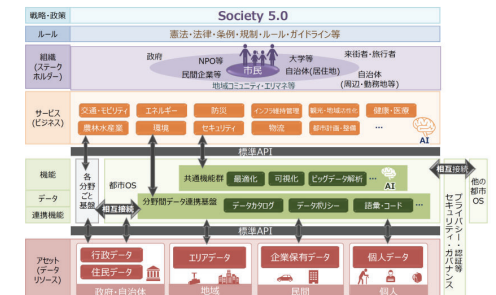 戦略・政策
Society 5.0
ルール
憲法・法律・条例・規制・ルール・ガイドライン等
組織
(ステーク
ホルダー)
政府
NPO等
民間企業等
市民
大学等
自治体(居住地)
来街者・旅行者
自治体
(周辺・勤務地等)
地域コミュニティ・エリマネ等
サービス
(ビジネス)
交通・モビリティ
エネルギー
防災
インフラ維持管理
観光・地域活性化
健康・医療
農林水産業
環境
セキュリティ
物流
都市計画・整備
…
AI
標準API
機能
データ
連携機能
各
分野
ごと
基盤
都市OS
相互接続
共通機能群
最適化
可視化
ビッグデータ解析
…
AI
分野間データ連携基盤
データカタログ
データポリシー
語彙・コード
…
標準API
相互接続
他の
都市
OS
プライバシー・認証等
セキュリティ・ガバナンス
アセット
(データ
リソース)
行政データ
住民データ
政府・自治体
エリアデータ
地域
企業保有データ
民間
個人データ
個人